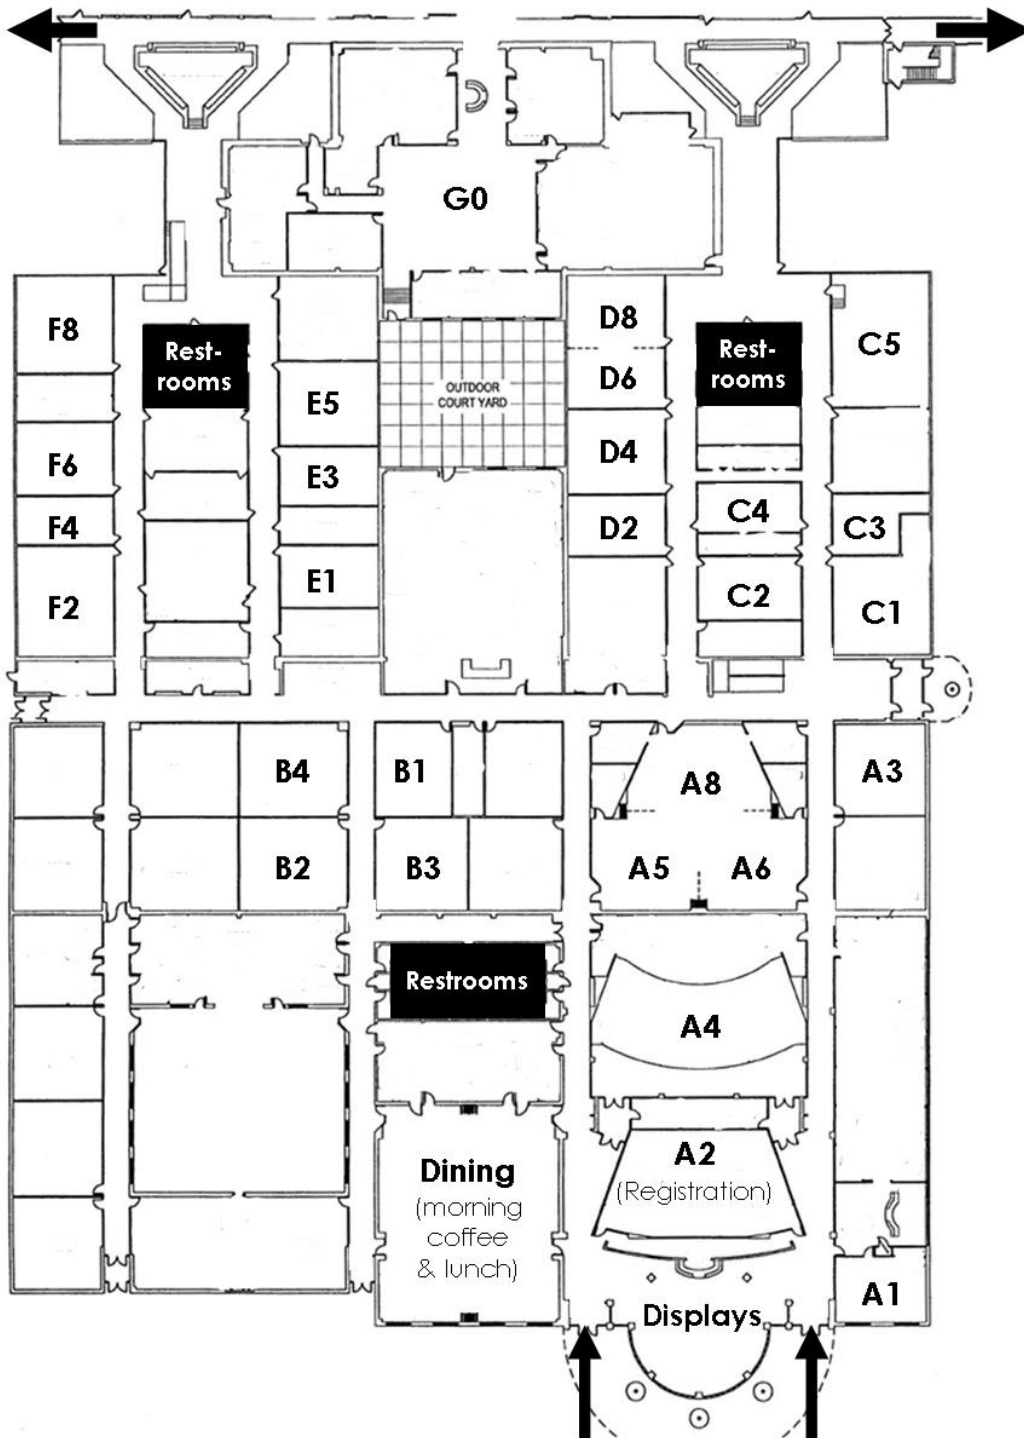 G0
F8
Rest-
rooms
E5
OUTDOOR
COURT YARD
D8
D6
Rest-
rooms
C5
F6
E3
D4
F4
D2
C4
C3
F2
E1
C2
C1
B4
B1
A8
A3
B2
B3
A5
A6
Restrooms
A4
Dining
(morning
coffee
& lunch)
A2
(Registration)
A1
Displays